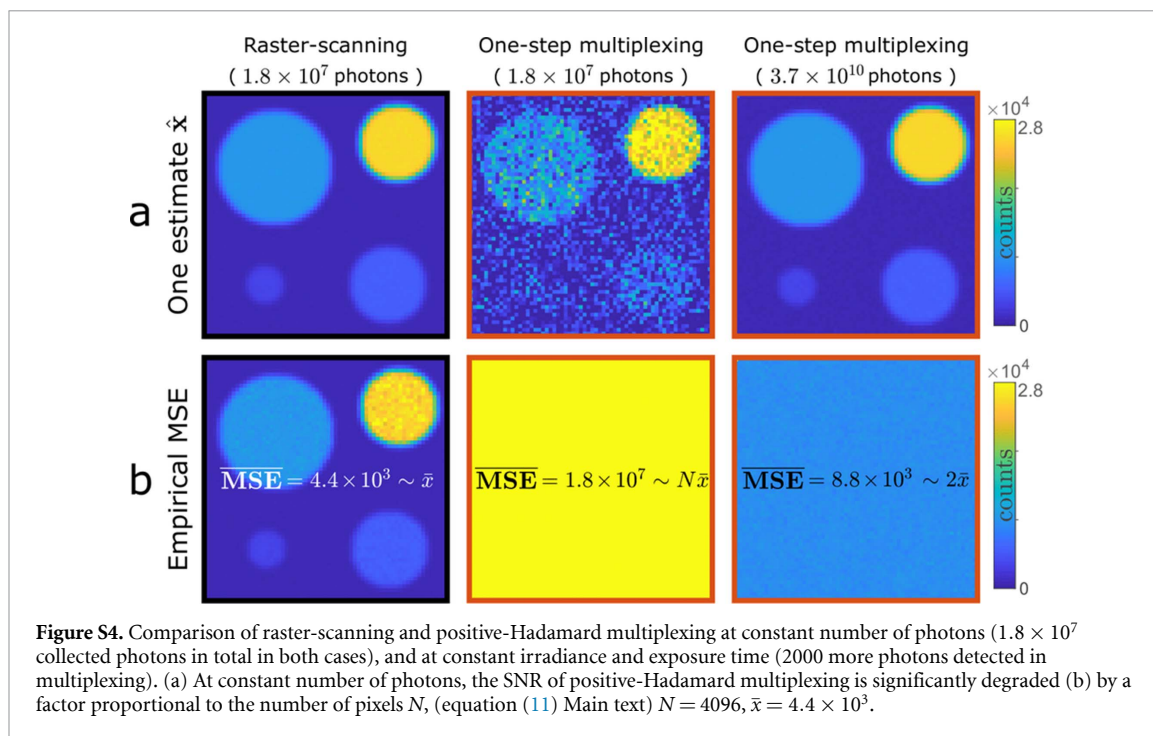 Raster-scanning
( 1.8 × 10⁷ photons )
One-step multiplexing
( 1.8 × 10⁷ photons )
One-step multiplexing
( 3.7 × 10¹⁰ photons )
a
One estimate x̂
×10⁴
2.8
counts
0
b
Empirical MSE
M̅S̅E̅ = 4.4 × 10³ ∼ x̄
M̅S̅E̅ = 1.8 × 10⁷ ∼ Nx̄
M̅S̅E̅ = 8.8 × 10³ ∼ 2x̄
×10⁴
2.8
counts
0
Figure S4. Comparison of raster-scanning and positive-Hadamard multiplexing at constant number of photons (1.8 × 10⁷
collected photons in total in both cases), and at constant irradiance and exposure time (2000 more photons detected in
multiplexing). (a) At constant number of photons, the SNR of positive-Hadamard multiplexing is significantly degraded (b) by a
factor proportional to the number of pixels N, (equation (11) Main text) N = 4096, x̄ = 4.4 × 10³.